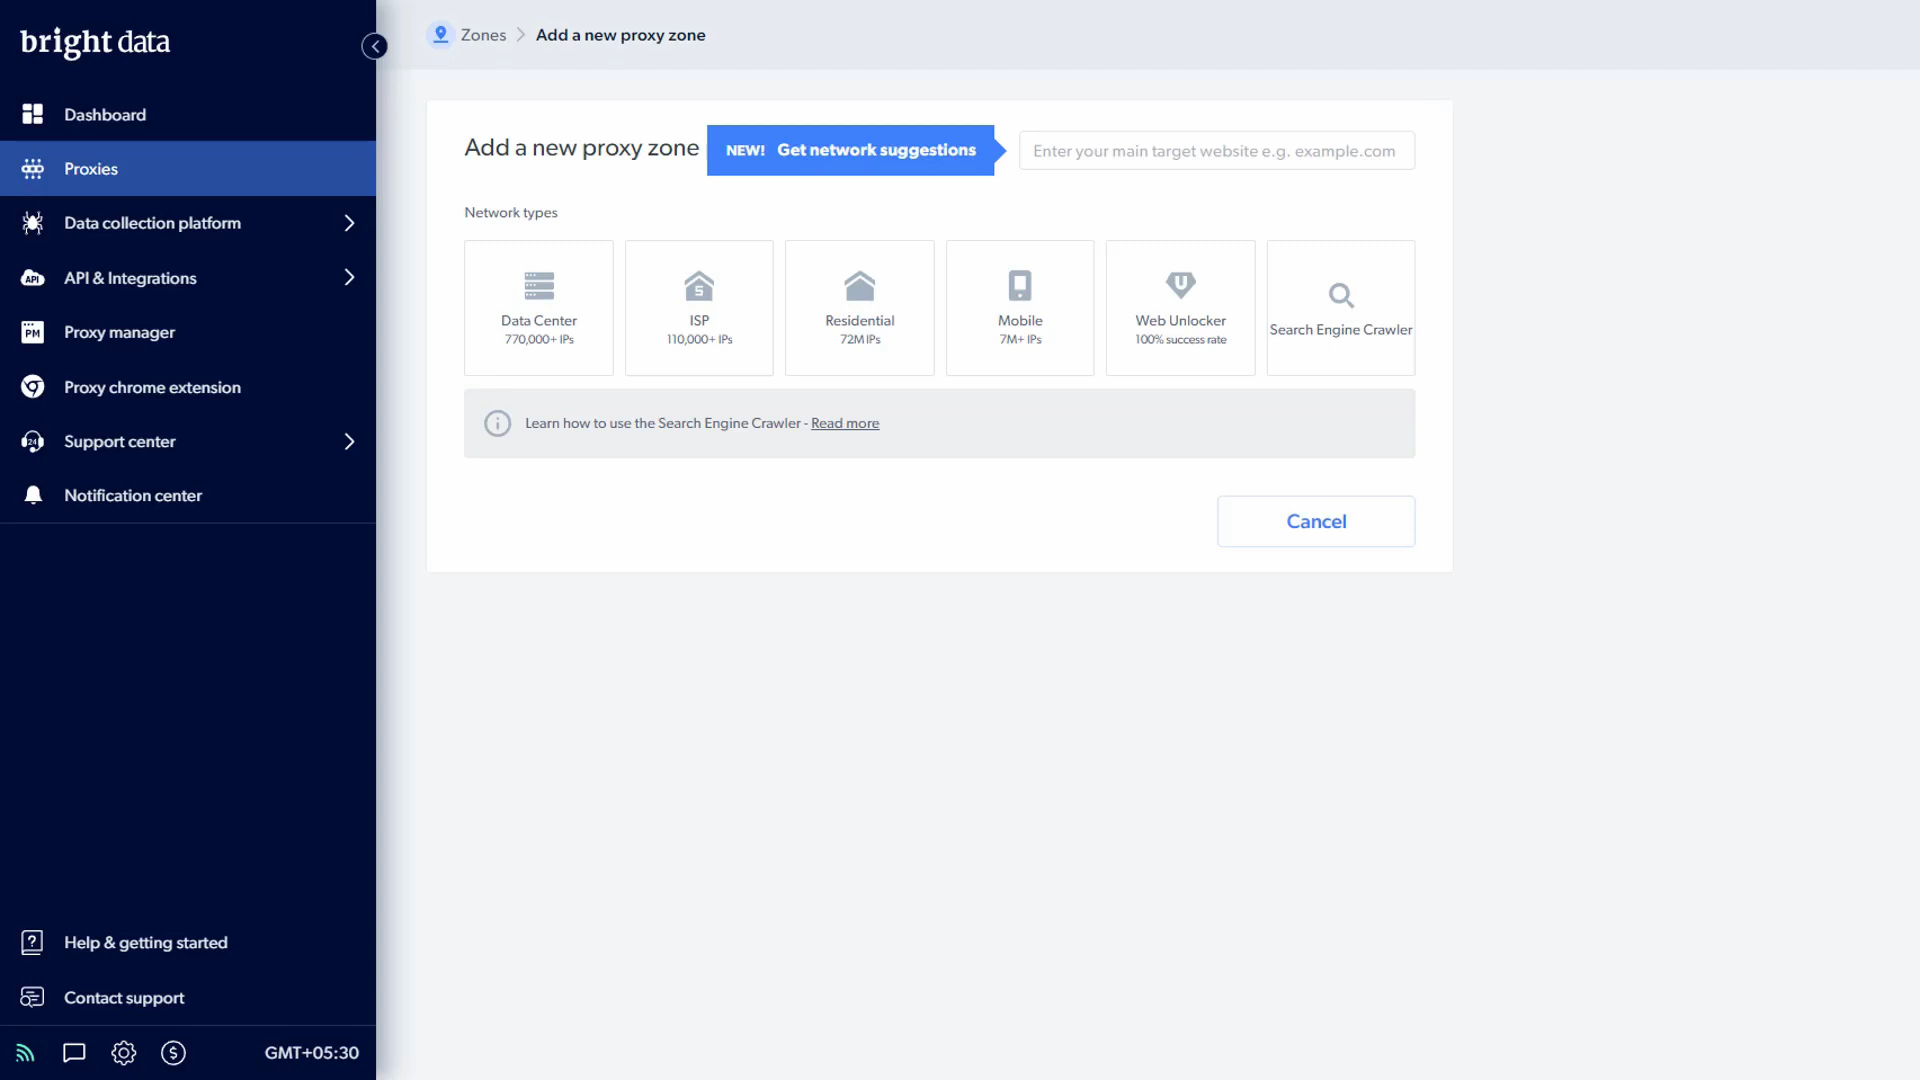 bright data
Dashboard
Proxies
Data collection platform
API & Integrations
Proxy manager
Proxy chrome extension
Support center
Notification center
Help & getting started
Contact support
GMT+05:30
Zones
Add a new proxy zone
Add a new proxy zone
NEW! Get network suggestions
Enter your main target website e.g. example.com
Network types
Data Center
770,000+ IPs
ISP
110,000+ IPs
Residential
72M IPs
Mobile
7M+ IPs
Web Unlocker
100% success rate
Search Engine Crawler
Learn how to use the Search Engine Crawler - Read more
Cancel
API
PM
24
S
U